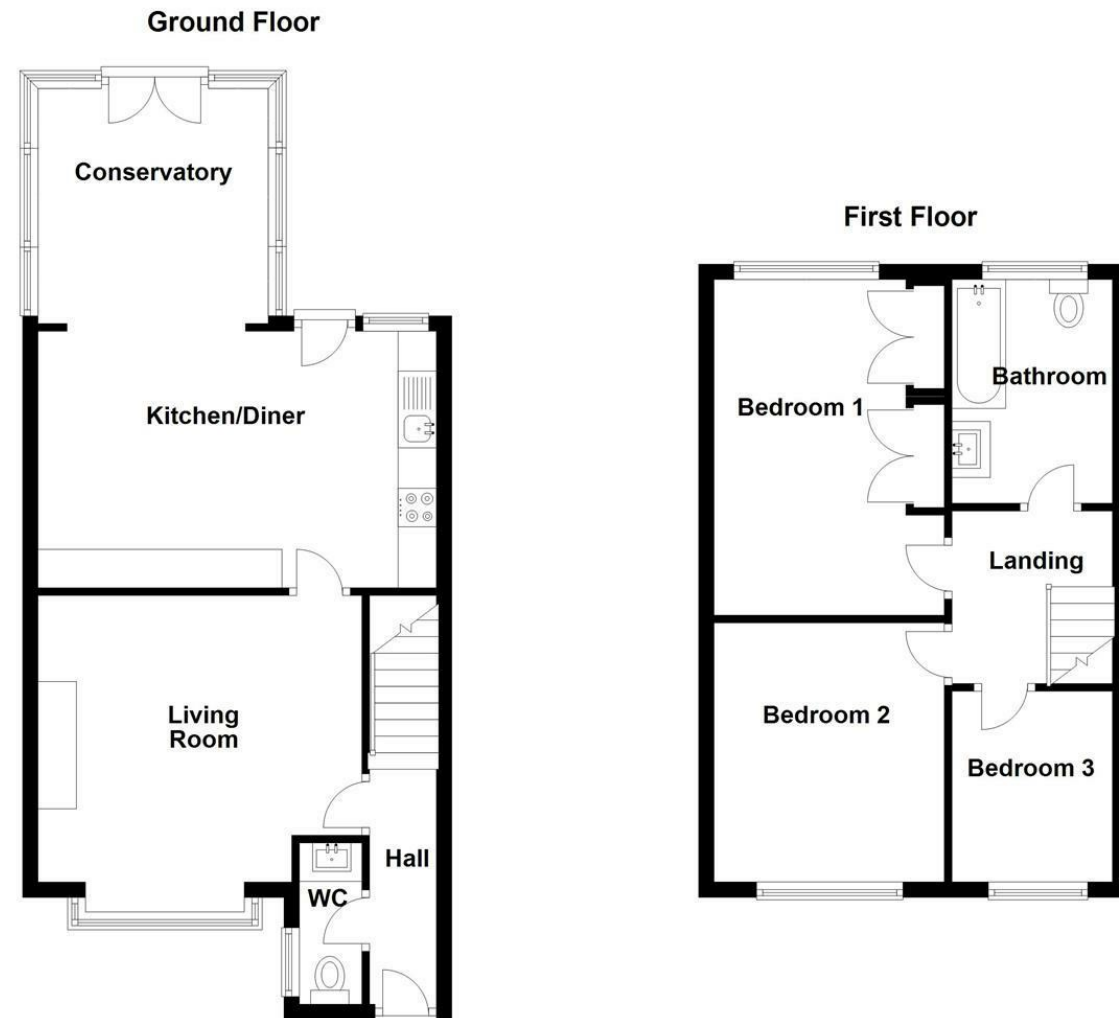 Ground Floor
Conservatory
Kitchen/Diner
Living
Room
Hall
WC
First Floor
Bedroom 1
Bathroom
Landing
Bedroom 2
Bedroom 3